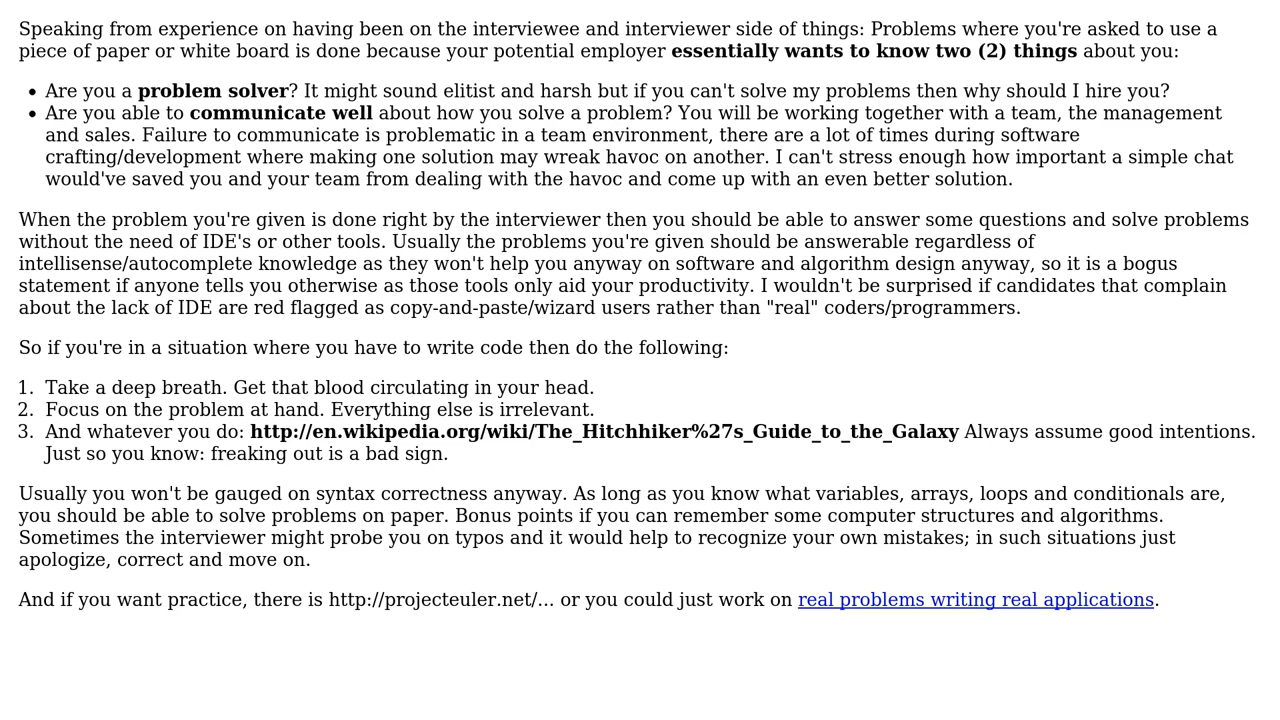 Speaking from experience on having been on the interviewee and interviewer side of things: Problems where you're asked to use a
piece of paper or white board is done because your potential employer essentially wants to know two (2) things about you:
• Are you a problem solver? It might sound elitist and harsh but if you can't solve my problems then why should I hire you?
• Are you able to communicate well about how you solve a problem? You will be working together with a team, the management
and sales. Failure to communicate is problematic in a team environment, there are a lot of times during software
crafting/development where making one solution may wreak havoc on another. I can't stress enough how important a simple chat
would've saved you and your team from dealing with the havoc and come up with an even better solution.
When the problem you're given is done right by the interviewer then you should be able to answer some questions and solve problems
without the need of IDE's or other tools. Usually the problems you're given should be answerable regardless of
intellisense/autocomplete knowledge as they won't help you anyway on software and algorithm design anyway, so it is a bogus
statement if anyone tells you otherwise as those tools only aid your productivity. I wouldn't be surprised if candidates that complain
about the lack of IDE are red flagged as copy-and-paste/wizard users rather than "real" coders/programmers.
So if you're in a situation where you have to write code then do the following:
1. Take a deep breath. Get that blood circulating in your head.
2. Focus on the problem at hand. Everything else is irrelevant.
3. And whatever you do: http://en.wikipedia.org/wiki/The_Hitchhiker%27s_Guide_to_the_Galaxy Always assume good intentions.
Just so you know: freaking out is a bad sign.
Usually you won't be gauged on syntax correctness anyway. As long as you know what variables, arrays, loops and conditionals are,
you should be able to solve problems on paper. Bonus points if you can remember some computer structures and algorithms.
Sometimes the interviewer might probe you on typos and it would help to recognize your own mistakes; in such situations just
apologize, correct and move on.
And if you want practice, there is http://projecteuler.net/... or you could just work on real problems writing real applications.